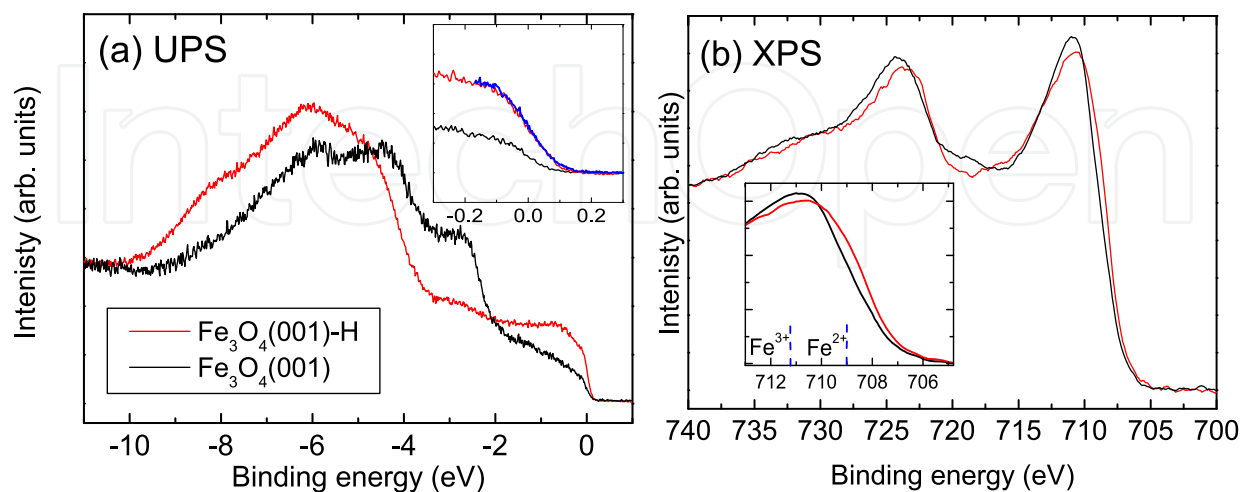 (a) UPS
Intenisty (arb. units)
-0.2 0.0 0.2
Fe₃O₄(001)-H
Fe₃O₄(001)
-10 -8 -6 -4 -2 0
Binding energy (eV)
(b) XPS
Intenisty (arb. units)
Fe³⁺ Fe²⁺
712 710 708 706
740 735 730 725 720 715 710 705 700
Binding energy (eV)
IntechOpen